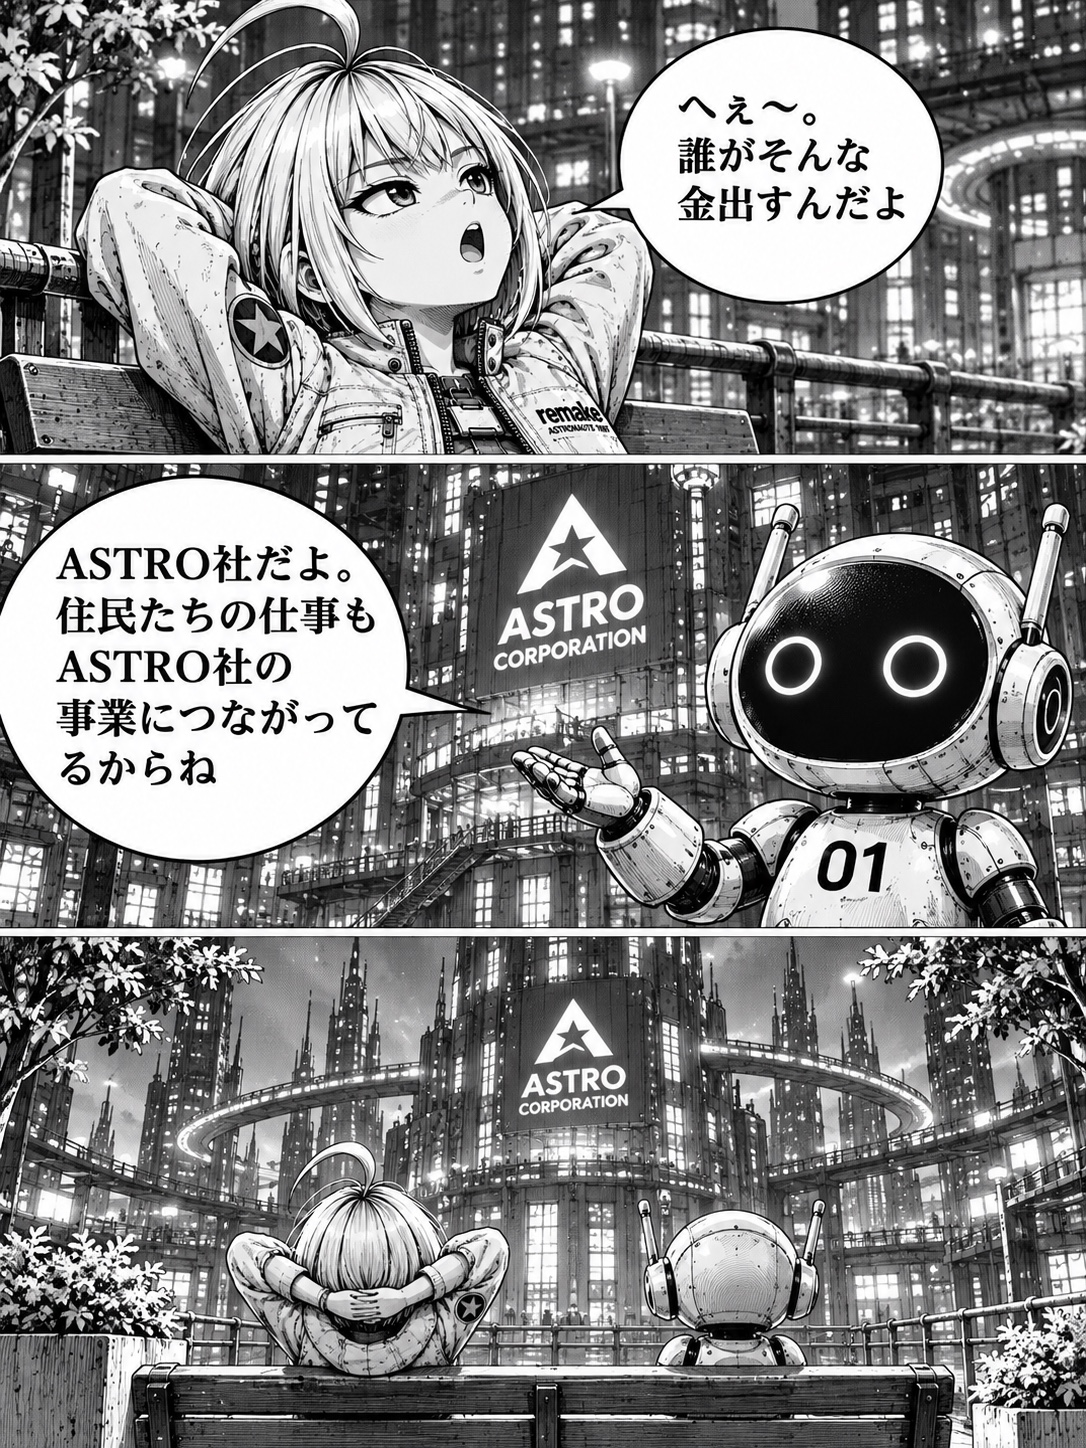 へぇ〜。
誰がそんな
金出すんだよ
remake
ASTRO社だよ。
住民たちの仕事も
ASTRO社の
事業につながって
るからね
ASTRO
CORPORATION
01
ASTRO
CORPORATION